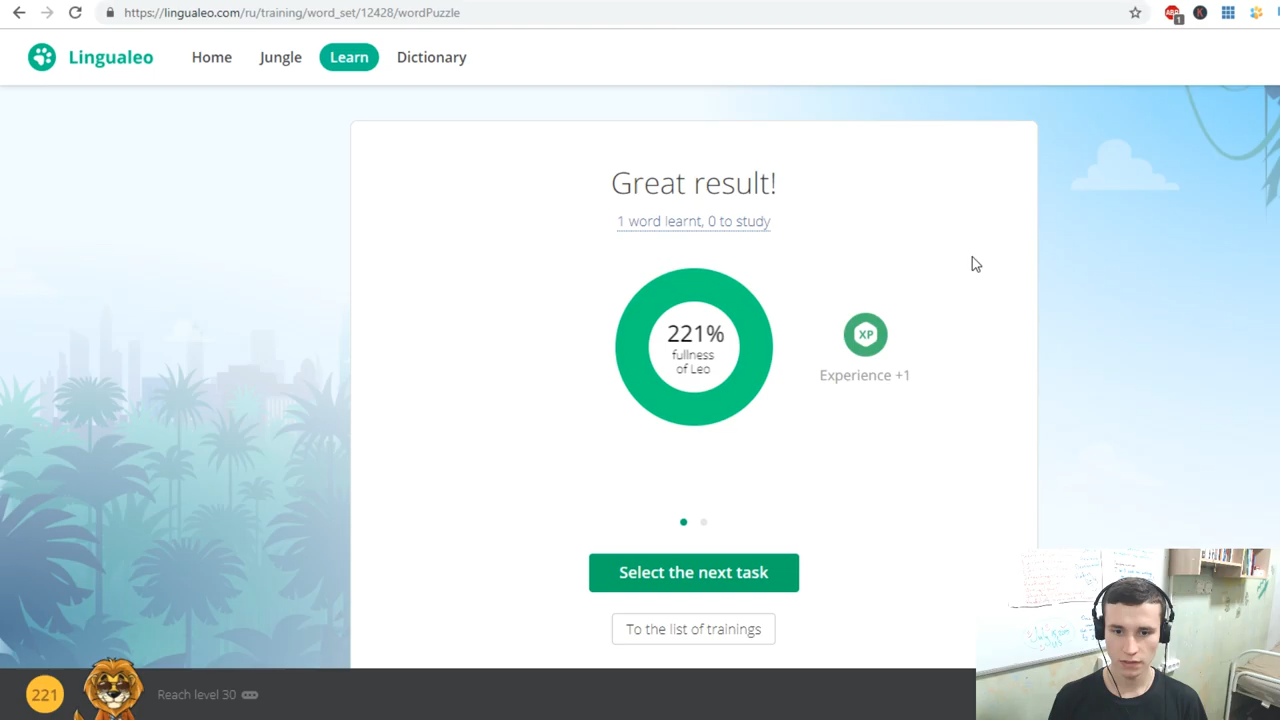 https://lingualeo.com/ru/training/word_set/12428/wordPuzzle
ABP
1
K
Lingualeo
Home
Jungle
Learn
Dictionary
Great result!
1 word learnt, 0 to study
221%
fullness
of Leo
XP
Experience +1
Select the next task
To the list of trainings
221
Reach level 30